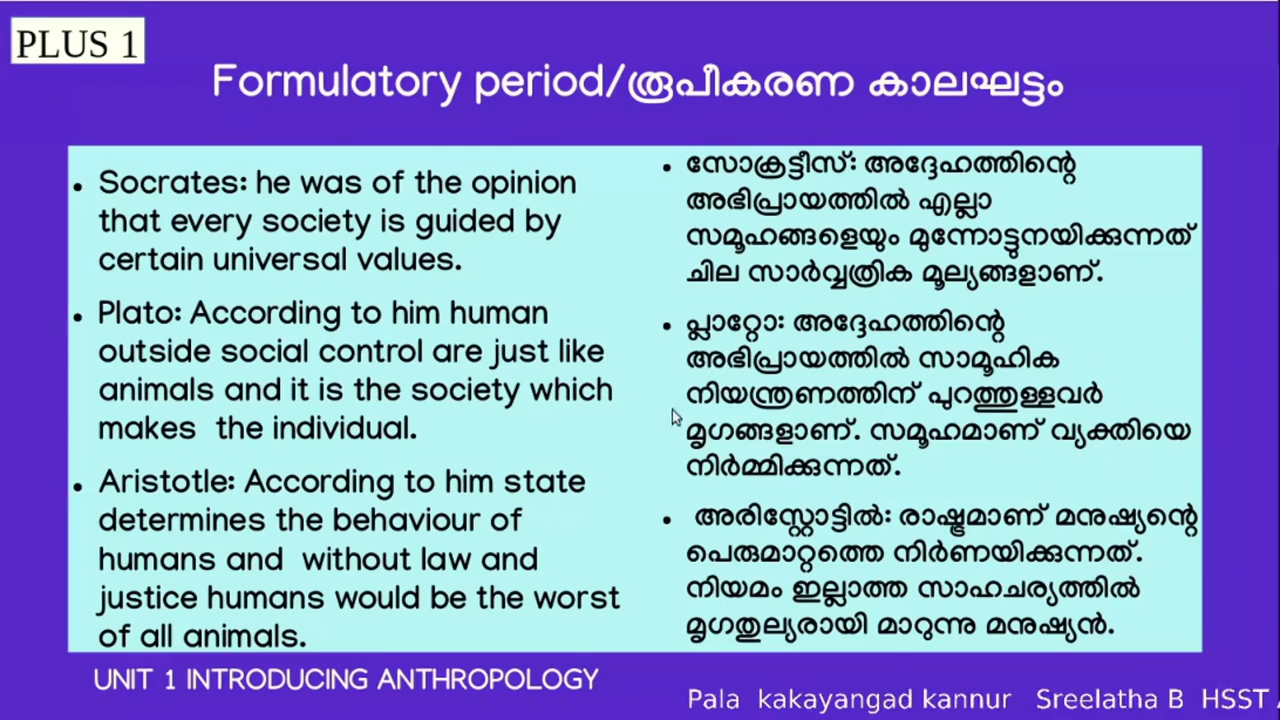 PLUS 1
Formulatory period/രൂപീകരണ കാലഘട്ടം
• Socrates: he was of the opinion
that every society is guided by
certain universal values.
• Plato: According to him human
outside social control are just like
animals and it is the society which
makes the individual.
• Aristotle: According to him state
determines the behaviour of
humans and without law and
justice humans would be the worst
of all animals.
• സോക്രട്ടീസ്: അദ്ദേഹത്തിന്റെ
അഭിപ്രായത്തിൽ എല്ലാ
സമൂഹങ്ങളെയും മുന്നോട്ടുനയിക്കുന്നത്
ചില സാർവ്വത്രിക മൂല്യങ്ങളാണ്.
• പ്ലാറ്റോ: അദ്ദേഹത്തിന്റെ
അഭിപ്രായത്തിൽ സാമൂഹിക
നിയന്ത്രണത്തിന് പുറത്തുള്ളവർ
മൃഗങ്ങളാണ്. സമൂഹമാണ് വ്യക്തിയെ
നിർമ്മിക്കുന്നത്.
• അരിസ്റ്റോട്ടിൽ: രാഷ്ട്രമാണ് മനുഷ്യന്റെ
പെരുമാറ്റത്തെ നിർണയിക്കുന്നത്.
നിയമം ഇല്ലാത്ത സാഹചര്യത്തിൽ
മൃഗതുല്യരായി മാറുന്നു മനുഷ്യൻ.
UNIT 1 INTRODUCING ANTHROPOLOGY
Pala kakayangad kannur Sreelatha B HSST